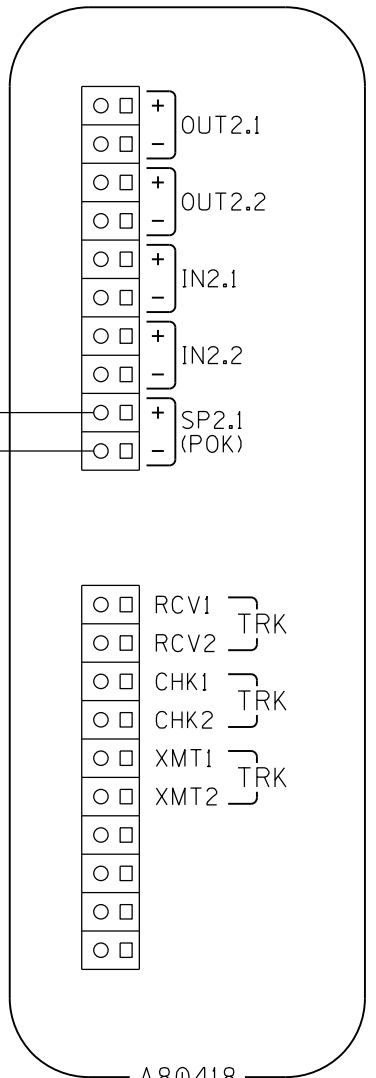 +
OUT2.1
-
+
OUT2.2
-
+
IN2.1
-
+
IN2.2
-
+
SP2.1
(POK)
-
RCV1
TRK
RCV2
CHK1
TRK
CHK2
XMT1
TRK
XMT2
A80418